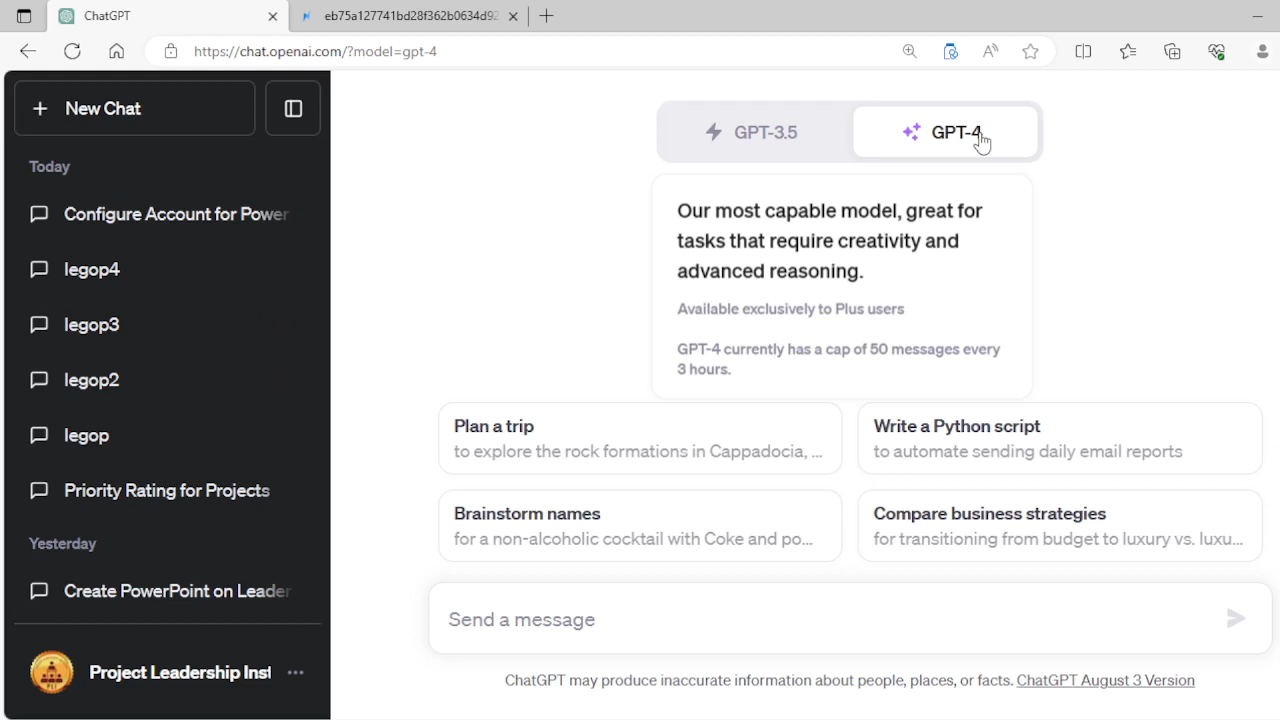 ChatGPT
eb75a127741bd28f362b0634d92
https://chat.openai.com/?model=gpt-4
New Chat
Today
Configure Account for Power
legop4
legop3
legop2
legop
Priority Rating for Projects
Yesterday
Create PowerPoint on Leader
Project Leadership Inst
GPT-3.5
GPT-4
Our most capable model, great for
tasks that require creativity and
advanced reasoning.
Available exclusively to Plus users
GPT-4 currently has a cap of 50 messages every
3 hours.
Plan a trip
to explore the rock formations in Cappadocia, ...
Write a Python script
to automate sending daily email reports
Brainstorm names
for a non-alcoholic cocktail with Coke and po...
Compare business strategies
for transitioning from budget to luxury vs. luxu...
Send a message
ChatGPT may produce inaccurate information about people, places, or facts. ChatGPT August 3 Version